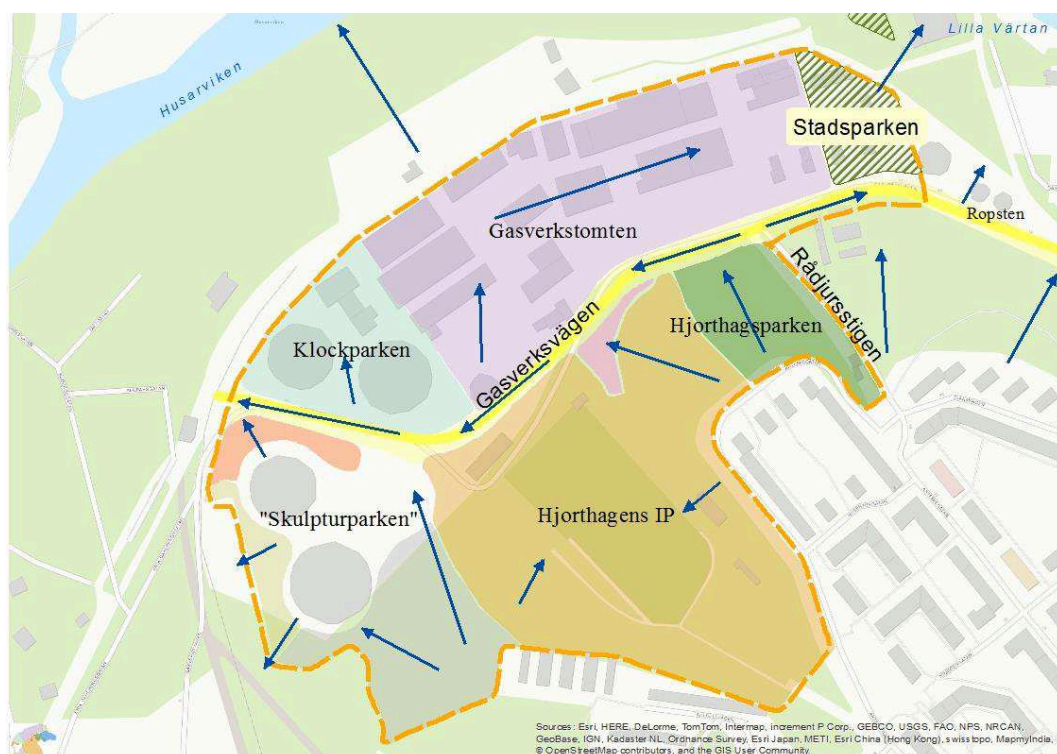 Lilla Värtan
Husarviken
Stadsparken
Ropsten
Gasverkstomten
Rådjursstigen
Hjorthagsparken
Klockparken
Gasverksvägen
"Skulpturparken"
Hjorthagens IP
Sources: Esri, HERE, DeLorme, TomTom, Intermap, increment P Corp., GEBCO, USGS, FAO, NPS, NRCAN,
GeoBase, IGN, Kadaster NL, Ordnance Survey, Esri Japan, METI, Esri China (Hong Kong), swisstopo, MapmyIndia,
© OpenStreetMap contributors, and the GIS User Community